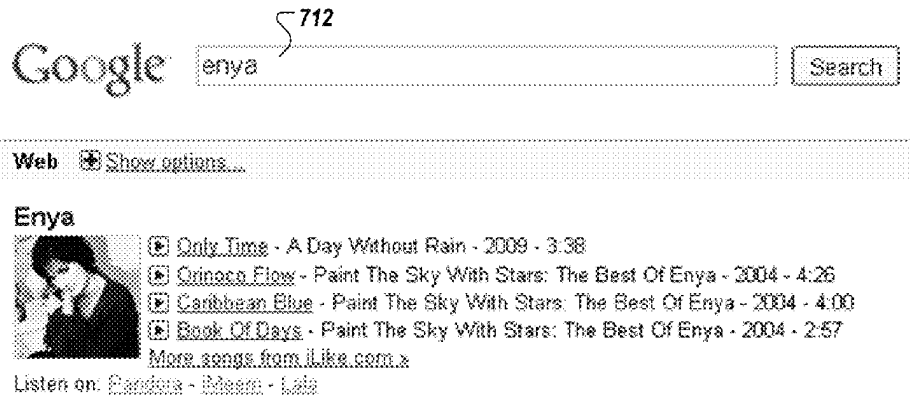 712
Google enya Search
Web Show options...
Enya
Only Time - A Day Without Rain - 2009 - 3:38
Orinoco Flow - Paint The Sky With Stars: The Best Of Enya - 2004 - 4:26
Caribbean Blue - Paint The Sky With Stars: The Best Of Enya - 2004 - 4:00
Book Of Days - Paint The Sky With Stars: The Best Of Enya - 2004 - 2:57
More songs from iLike.com »
Listen on: Pandora - iMeem - Lala